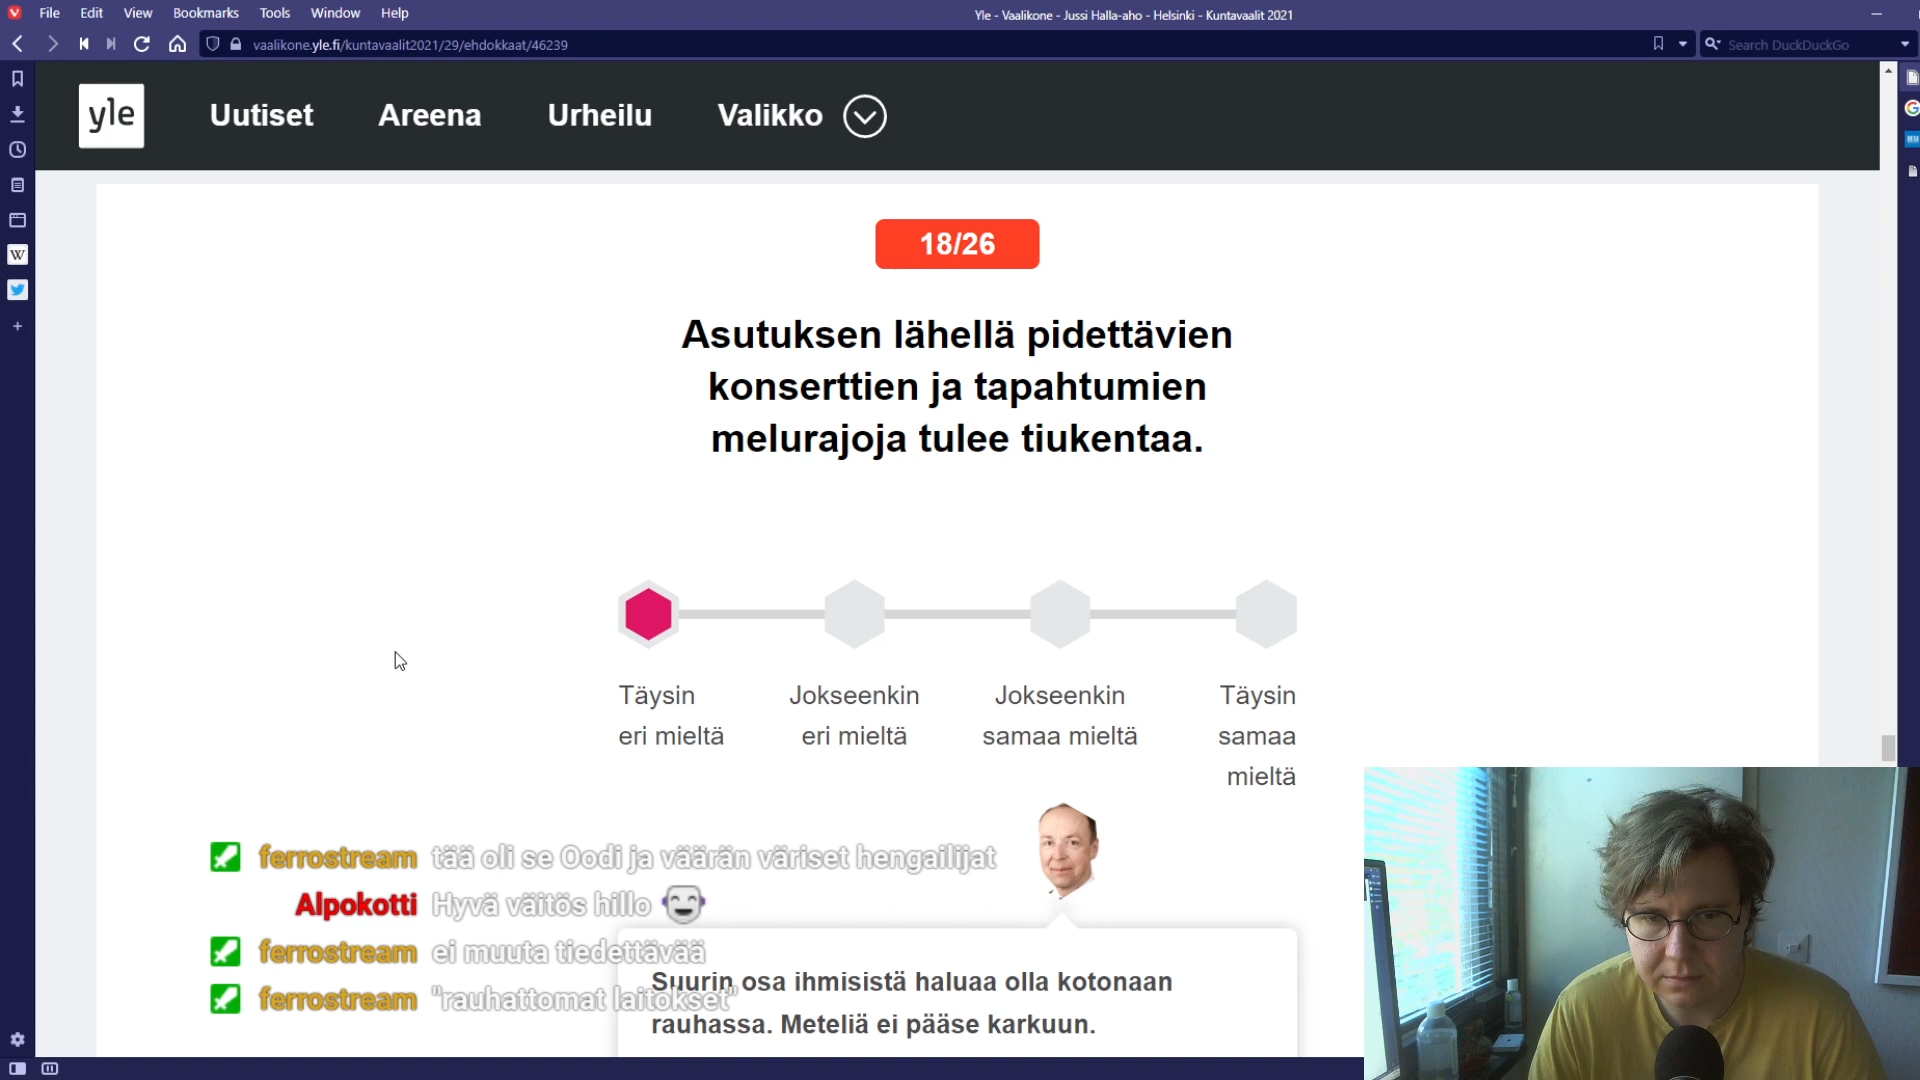 File Edit View Bookmarks Tools Window Help
Yle - Vaalikone - Jussi Halla-aho - Helsinki - Kuntavaalit 2021
vaalikone.yle.fi/kuntavaalit2021/29/ehdokkaat/46239
Search DuckDuckGo
yle Uutiset Areena Urheilu Valikko
W
18/26
Asutuksen lähellä pidettävien
konserttien ja tapahtumien
melurajoja tulee tiukentaa.
Täysin
eri mieltä
Jokseenkin
eri mieltä
Jokseenkin
samaa mieltä
Täysin
samaa
mieltä
ferrostream tää oli se Oodi ja väärän väriset hengailijat
Alpokotti Hyvä väitös hillo
ferrostream ei muuta tiedettävää
ferrostream "rauhattomat laitokset"
Suurin osa ihmisistä haluaa olla kotonaan
rauhassa. Meteliä ei pääse karkuun.